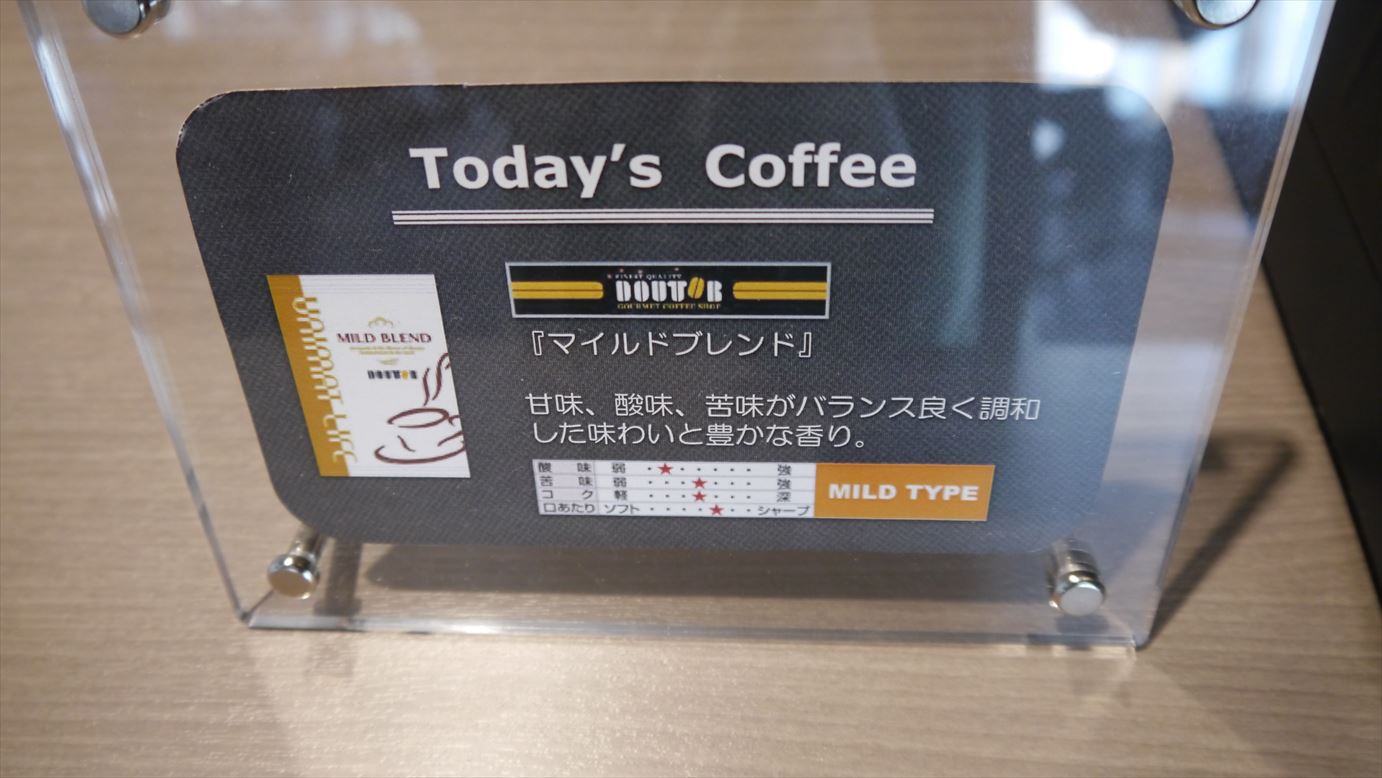 Today's Coffee
FINEST QUALITY
DOUTOR
GOURMET COFFEE SHOP
『マイルドブレンド』
MILD BLEND
DOUTOR
甘味、酸味、苦味がバランス良く調和
した味わいと豊かな香り。
酸味 弱 ・★・・・・・ 強
苦味 弱 ・・・★・・・ 強
コク 軽 ・・・★・・・ 深
口あたり ソフト ・・・・★・・ シャープ
MILD TYPE